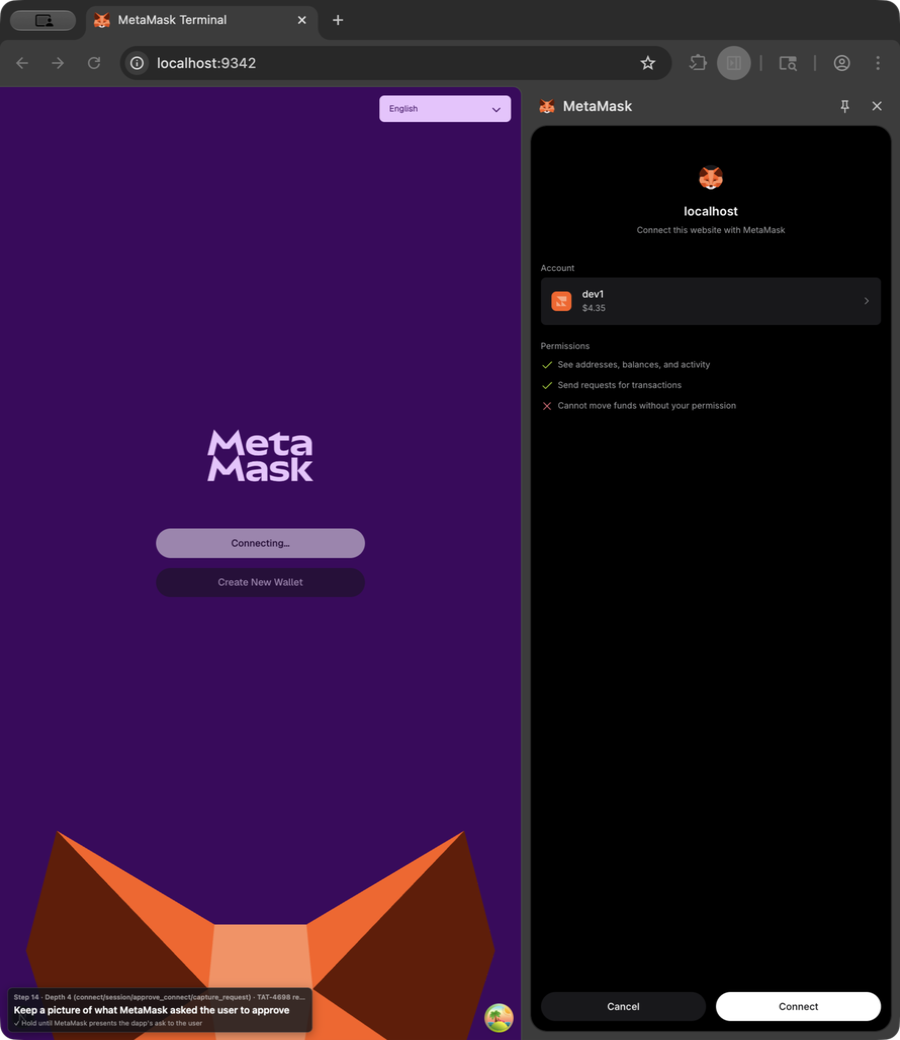 MetaMask Terminal
localhost:9342
English
Meta
Mask
Connecting...
Create New Wallet
Step 14 · Depth 4 (connect/session/approve_connect/capture_request) · TAT-4698 re...
Keep a picture of what MetaMask asked the user to approve
✓ Hold until MetaMask presents the dapp's ask to the user
MetaMask
localhost
Connect this website with MetaMask
Account
dev1
$4.35
Permissions
See addresses, balances, and activity
Send requests for transactions
Cannot move funds without your permission
Cancel
Connect